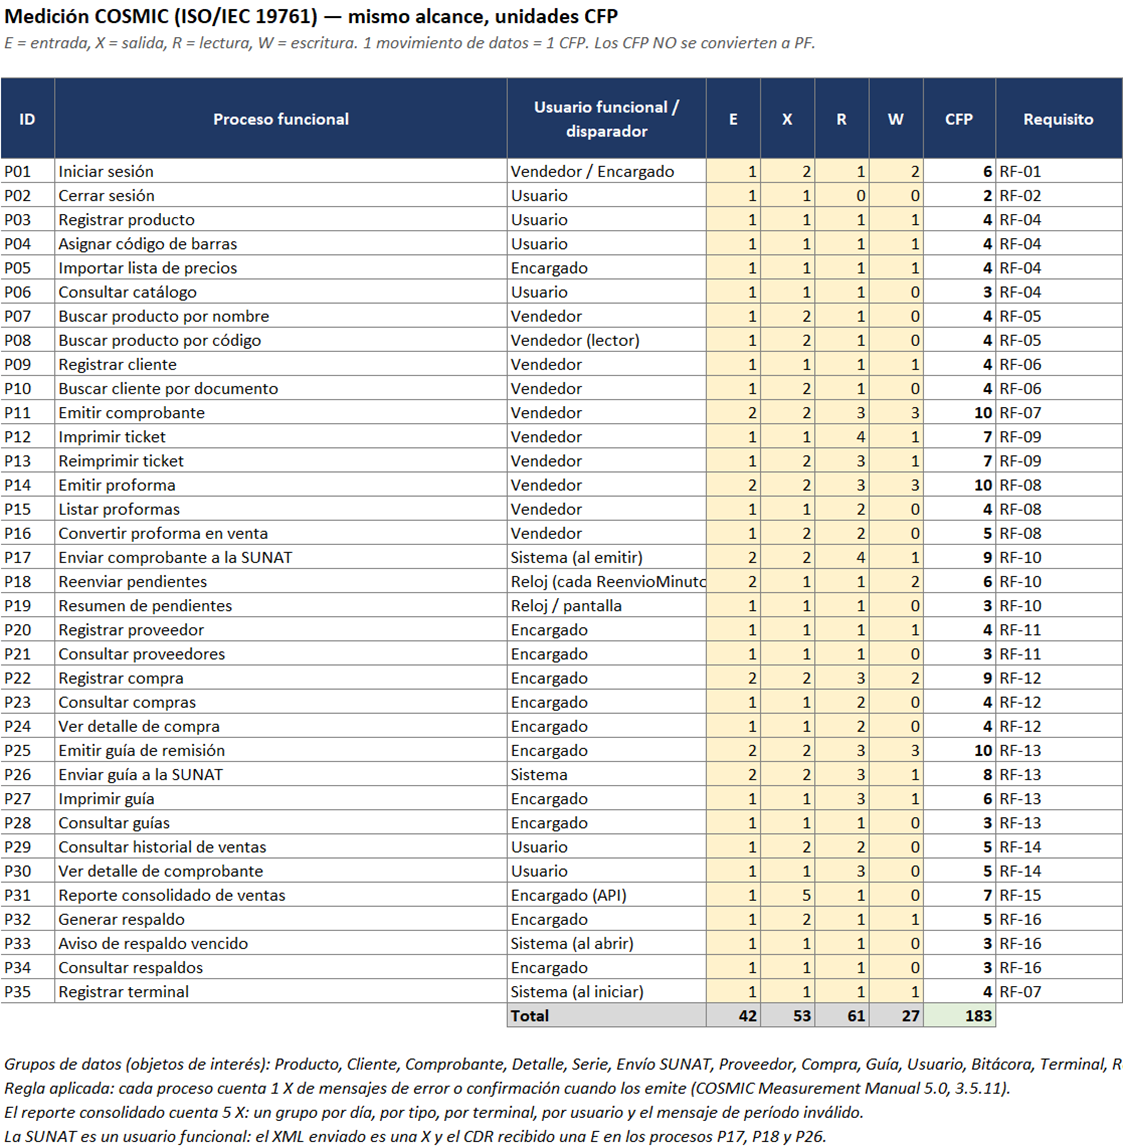 Medición COSMIC (ISO/IEC 19761) — mismo alcance, unidades CFP
E = entrada, X = salida, R = lectura, W = escritura. 1 movimiento de datos = 1 CFP. Los CFP NO se convierten a PF.
ID Proceso funcional Usuario funcional / disparador E X R W CFP Requisito
P01 Iniciar sesión Vendedor / Encargado 1 2 1 2 6 RF-01
P02 Cerrar sesión Usuario 1 1 0 0 2 RF-02
P03 Registrar producto Usuario 1 1 1 1 4 RF-04
P04 Asignar código de barras Usuario 1 1 1 1 4 RF-04
P05 Importar lista de precios Encargado 1 1 1 1 4 RF-04
P06 Consultar catálogo Usuario 1 1 1 0 3 RF-04
P07 Buscar producto por nombre Vendedor 1 2 1 0 4 RF-05
P08 Buscar producto por código Vendedor (lector) 1 2 1 0 4 RF-05
P09 Registrar cliente Vendedor 1 1 1 1 4 RF-06
P10 Buscar cliente por documento Vendedor 1 2 1 0 4 RF-06
P11 Emitir comprobante Vendedor 2 2 3 3 10 RF-07
P12 Imprimir ticket Vendedor 1 1 4 1 7 RF-09
P13 Reimprimir ticket Vendedor 1 2 3 1 7 RF-09
P14 Emitir proforma Vendedor 2 2 3 3 10 RF-08
P15 Listar proformas Vendedor 1 1 2 0 4 RF-08
P16 Convertir proforma en venta Vendedor 1 2 2 0 5 RF-08
P17 Enviar comprobante a la SUNAT Sistema (al emitir) 2 2 4 1 9 RF-10
P18 Reenviar pendientes Reloj (cada ReenvioMinuto 2 1 1 2 6 RF-10
P19 Resumen de pendientes Reloj / pantalla 1 1 1 0 3 RF-10
P20 Registrar proveedor Encargado 1 1 1 1 4 RF-11
P21 Consultar proveedores Encargado 1 1 1 0 3 RF-11
P22 Registrar compra Encargado 2 2 3 2 9 RF-12
P23 Consultar compras Encargado 1 1 2 0 4 RF-12
P24 Ver detalle de compra Encargado 1 1 2 0 4 RF-12
P25 Emitir guía de remisión Encargado 2 2 3 3 10 RF-13
P26 Enviar guía a la SUNAT Sistema 2 2 3 1 8 RF-13
P27 Imprimir guía Encargado 1 1 3 1 6 RF-13
P28 Consultar guías Encargado 1 1 1 0 3 RF-13
P29 Consultar historial de ventas Usuario 1 2 2 0 5 RF-14
P30 Ver detalle de comprobante Usuario 1 1 3 0 5 RF-14
P31 Reporte consolidado de ventas Encargado (API) 1 5 1 0 7 RF-15
P32 Generar respaldo Encargado 1 2 1 1 5 RF-16
P33 Aviso de respaldo vencido Sistema (al abrir) 1 1 1 0 3 RF-16
P34 Consultar respaldos Encargado 1 1 1 0 3 RF-16
P35 Registrar terminal Sistema (al iniciar) 1 1 1 1 4 RF-07
Total 42 53 61 27 183
Grupos de datos (objetos de interés): Producto, Cliente, Comprobante, Detalle, Serie, Envío SUNAT, Proveedor, Compra, Guía, Usuario, Bitácora, Terminal, R
Regla aplicada: cada proceso cuenta 1 X de mensajes de error o confirmación cuando los emite (COSMIC Measurement Manual 5.0, 3.5.11).
El reporte consolidado cuenta 5 X: un grupo por día, por tipo, por terminal, por usuario y el mensaje de período inválido.
La SUNAT es un usuario funcional: el XML enviado es una X y el CDR recibido una E en los procesos P17, P18 y P26.